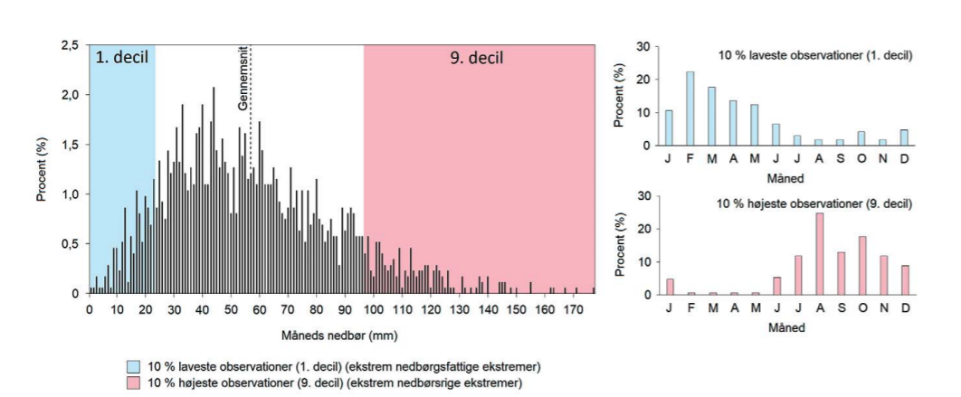 2,5
2,0
1,5
1,0
0,5
0
Procent (%)
1. decil
Gennemsnit
9. decil
0 10 20 30 40 50 60 70 80 90 100 110 120 130 140 150 160 170
Måneds nedbør (mm)
10 % laveste observationer (1. decil) (ekstrem nedbørgsfattige ekstremer)
10 % højeste observationer (9. decil) (ekstrem nedbørsrige ekstremer)
30
20
10
0
Procent (%)
10 % laveste observationer (1. decil)
J F M A M J J A S O N D
Måned
30
20
10
0
Procent (%)
10 % højeste observationer (9. decil)
J F M A M J J A S O N D
Måned